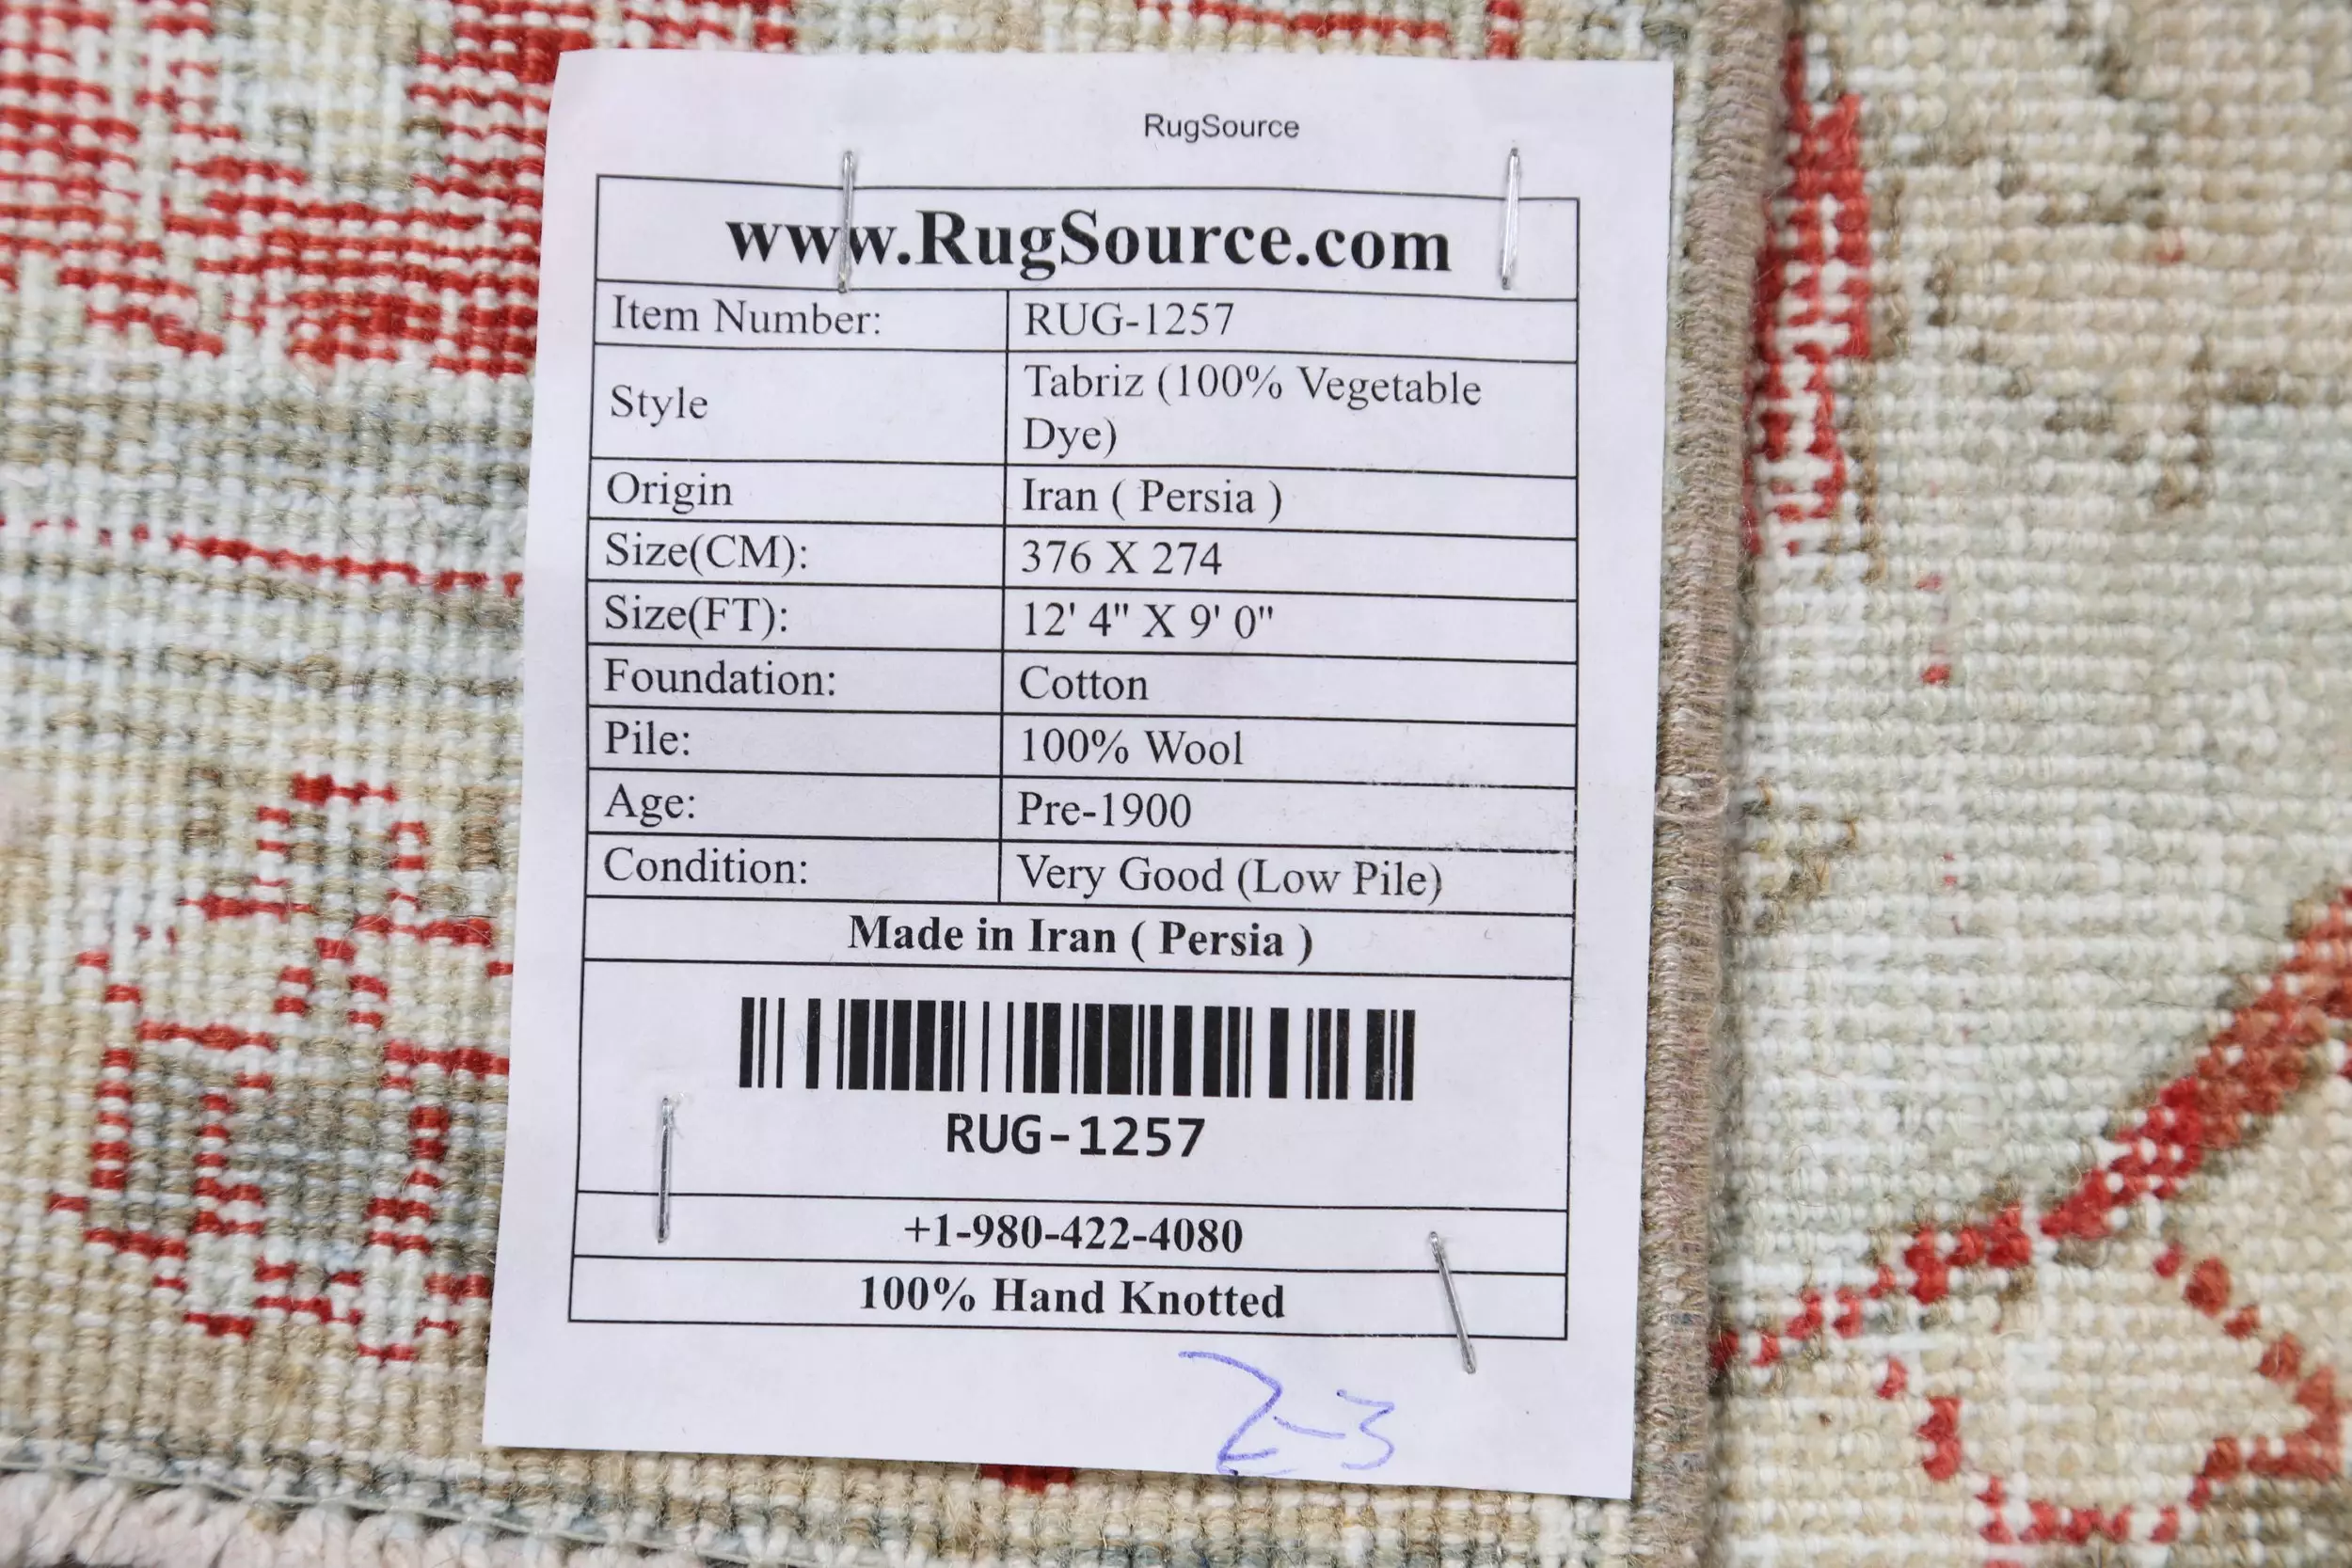 RugSource
www.RugSource.com
Item Number: RUG-1257
Style Tabriz (100% Vegetable
Dye)
Origin Iran ( Persia )
Size(CM): 376 X 274
Size(FT): 12' 4" X 9' 0"
Foundation: Cotton
Pile: 100% Wool
Age: Pre-1900
Condition: Very Good (Low Pile)
Made in Iran ( Persia )
RUG-1257
+1-980-422-4080
100% Hand Knotted
Z-3